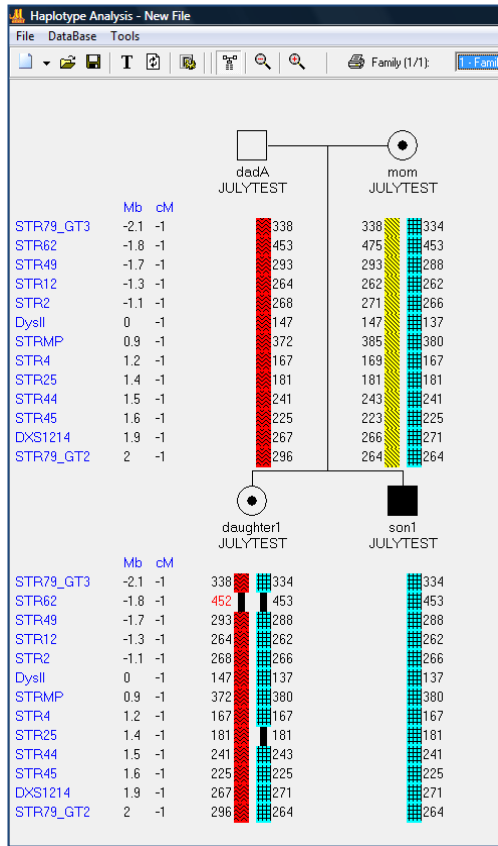 Haplotype Analysis - New File
File DataBase Tools
T Family (1/1): 1 - Famil
dadA mom
JULYTEST JULYTEST
Mb cM
STR79_GT3 -2.1 -1 338 338 334
STR62 -1.8 -1 453 475 453
STR49 -1.7 -1 293 293 288
STR12 -1.3 -1 264 262 262
STR2 -1.1 -1 268 271 266
DysII 0 -1 147 147 137
STRMP 0.9 -1 372 385 380
STR4 1.2 -1 167 169 167
STR25 1.4 -1 181 181 181
STR44 1.5 -1 241 243 241
STR45 1.6 -1 225 223 225
DXS1214 1.9 -1 267 266 271
STR79_GT2 2 -1 296 264 264
daughter1 son1
JULYTEST JULYTEST
Mb cM
STR79_GT3 -2.1 -1 338 334 334
STR62 -1.8 -1 452 453 453
STR49 -1.7 -1 293 288 288
STR12 -1.3 -1 264 262 262
STR2 -1.1 -1 268 266 266
DysII 0 -1 147 137 137
STRMP 0.9 -1 372 380 380
STR4 1.2 -1 167 167 167
STR25 1.4 -1 181 181 181
STR44 1.5 -1 241 243 241
STR45 1.6 -1 225 225 225
DXS1214 1.9 -1 267 271 271
STR79_GT2 2 -1 296 264 264